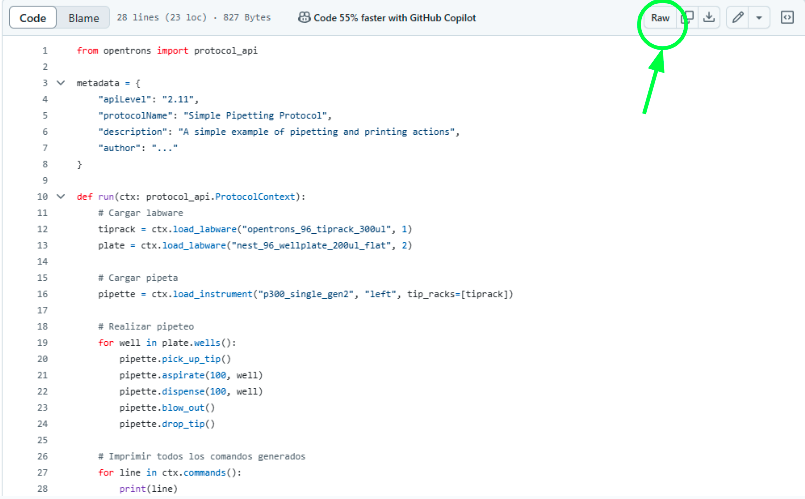 Code Blame 28 lines (23 loc) · 827 Bytes Code 55% faster with GitHub Copilot Raw
1 from opentrons import protocol_api
2
3 metadata = {
4     "apiLevel": "2.11",
5     "protocolName": "Simple Pipetting Protocol",
6     "description": "A simple example of pipetting and printing actions",
7     "author": "..."
8 }
9
10 def run(ctx: protocol_api.ProtocolContext):
11     # Cargar labware
12     tiprack = ctx.load_labware("opentrons_96_tiprack_300ul", 1)
13     plate = ctx.load_labware("nest_96_wellplate_200ul_flat", 2)
14
15     # Cargar pipeta
16     pipette = ctx.load_instrument("p300_single_gen2", "left", tip_racks=[tiprack])
17
18     # Realizar pipeteo
19     for well in plate.wells():
20         pipette.pick_up_tip()
21         pipette.aspirate(100, well)
22         pipette.dispense(100, well)
23         pipette.blow_out()
24         pipette.drop_tip()
25
26     # Imprimir todos los comandos generados
27     for line in ctx.commands():
28         print(line)